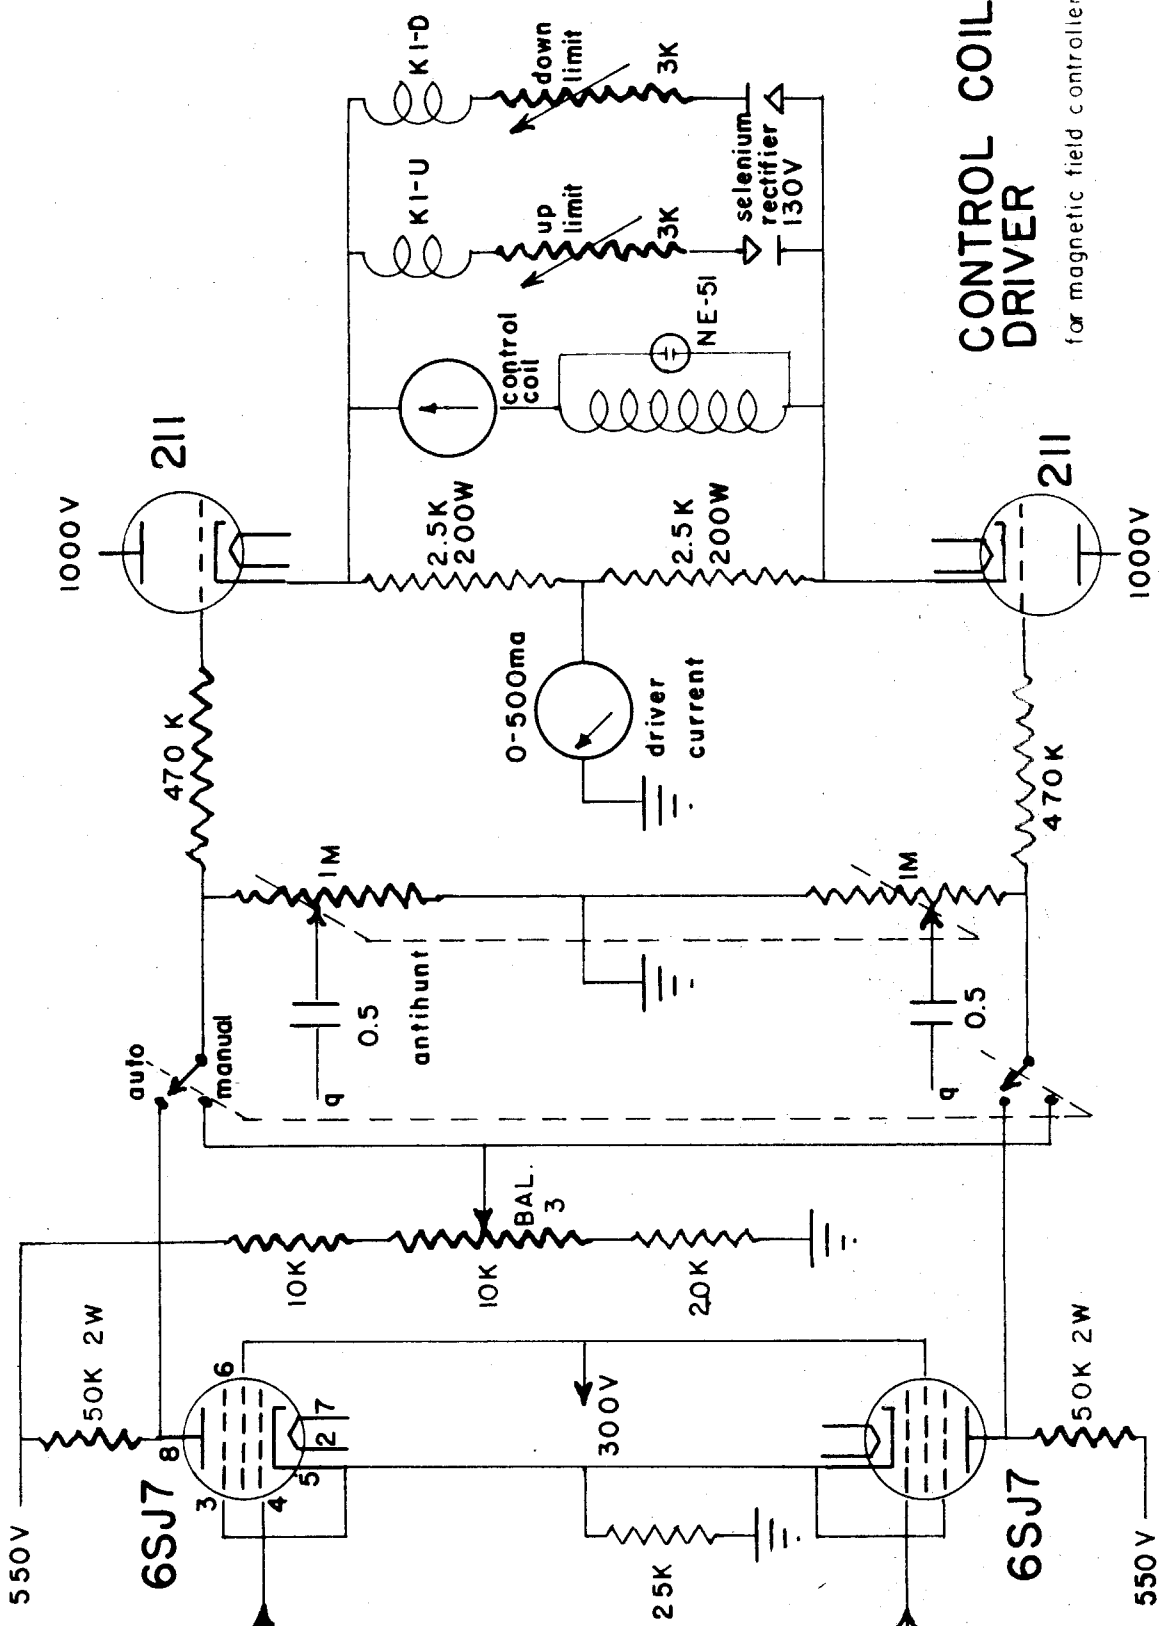 550V
6SJ7
50K 2W
8
3
6
4
5
2
7
10K
10K
20K
BAL.
3
auto
manual
q
0.5
antihunt
1M
470 K
1000V
211
300V
25K
0-500ma
driver
current
2.5K
200W
2.5K
200W
control
coil
NE-51
K1-U
up
limit
3K
K1-D
down
limit
3K
selenium
rectifier
130V
q
0.5
1M
470K
211
1000V
6SJ7
50K 2W
550V
CONTROL COIL
DRIVER
for magnetic field controller